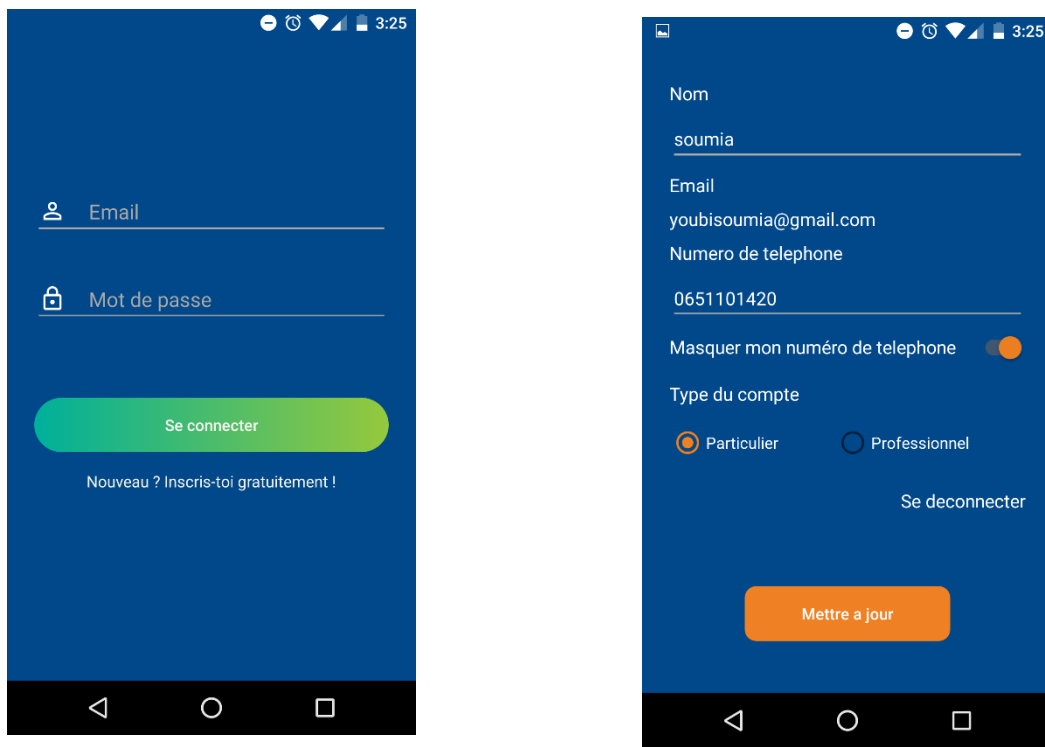 3:25
Email
Mot de passe
Se connecter
Nouveau ? Inscris-toi gratuitement !
3:25
Nom
soumia
Email
youbisoumia@gmail.com
Numero de telephone
0651101420
Masquer mon numéro de telephone
Type du compte
Particulier Professionnel
Se deconnecter
Mettre a jour